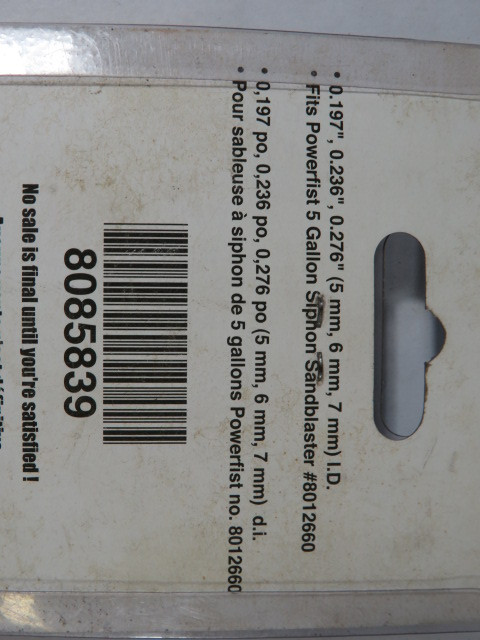 • 0.197", 0.236", 0.276" (5 mm, 6 mm, 7 mm) I.D.
• Fits Powerfist 5 Gallon Siphon Sandblaster #8012660
• 0,197 po, 0,236 po, 0,276 po (5 mm, 6 mm, 7 mm) d.i.
• Pour sableuse à siphon de 5 gallons Powerfist no. 8012660
8085839
No sale is final until you're satisfied !